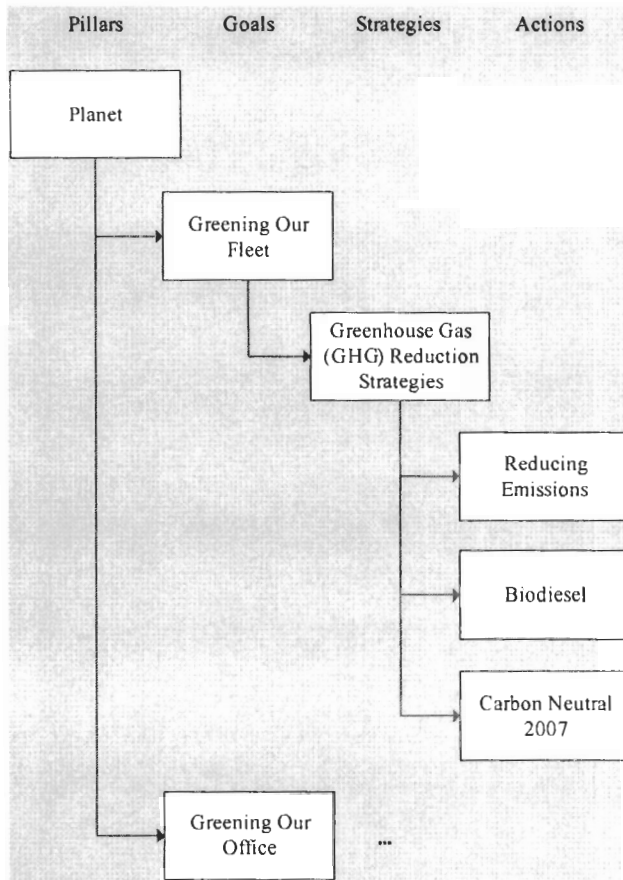 Pillars Goals Strategies Actions
Planet
Greening Our
Fleet
Greenhouse Gas
(GHG) Reduction
Strategies
Reducing
Emissions
Biodiesel
Carbon Neutral
2007
Greening Our
Office
...